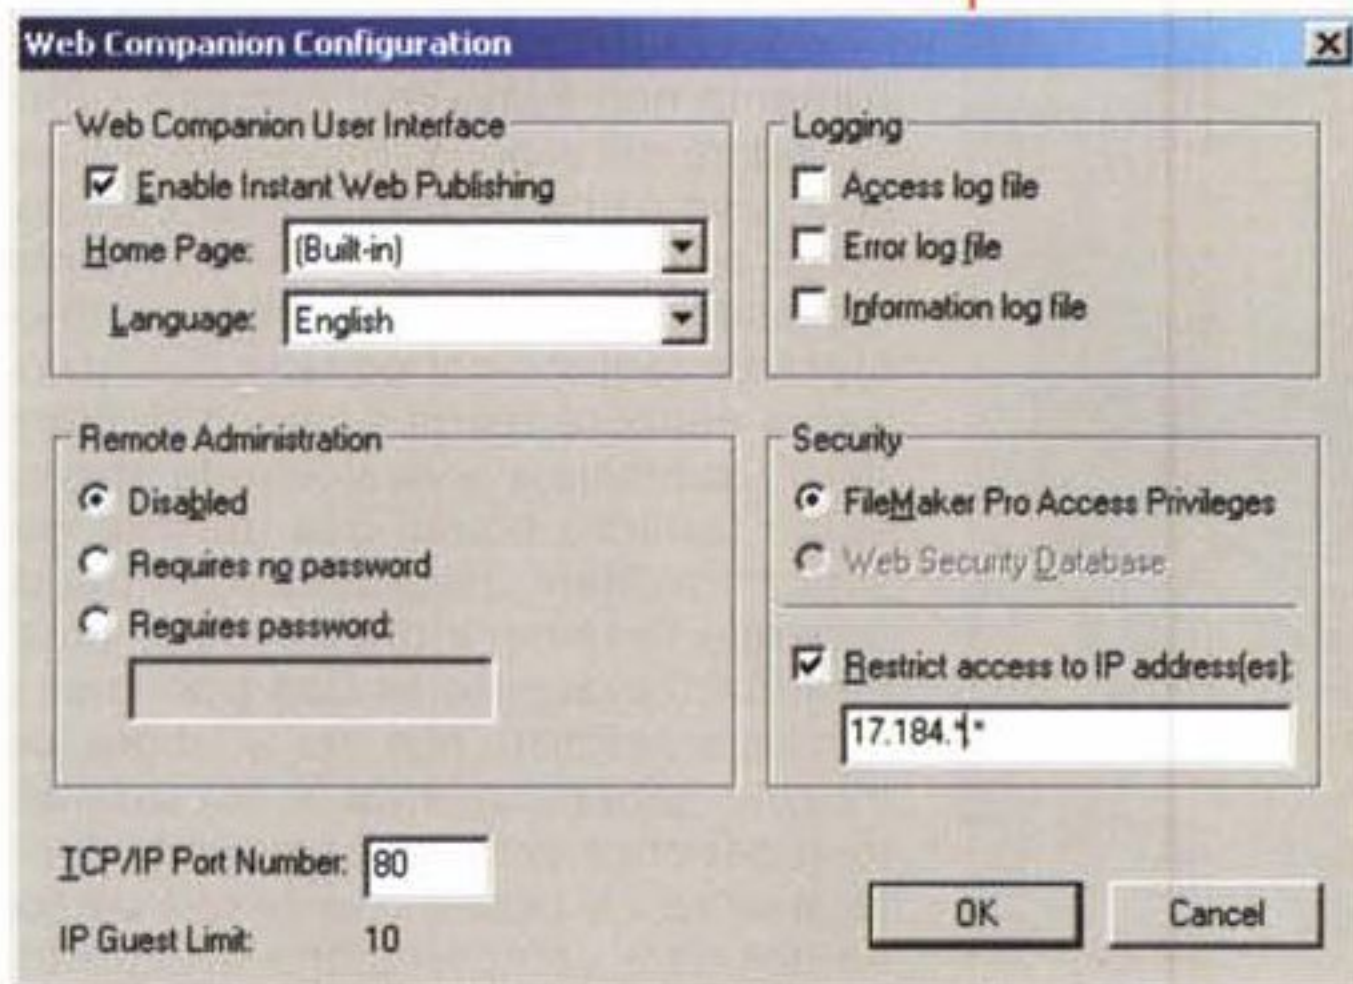 Web Companion Configuration
Web Companion User Interface
Enable Instant Web Publishing
Home Page: (Built-in)
Language: English
Logging
Access log file
Error log file
Information log file
Remote Administration
Disabled
Requires no password
Requires password:
Security
FileMaker Pro Access Privileges
Web Security Database
Restrict access to IP address(es):
17.184.*.*
TCP/IP Port Number: 80
IP Guest Limit: 10
OK
Cancel